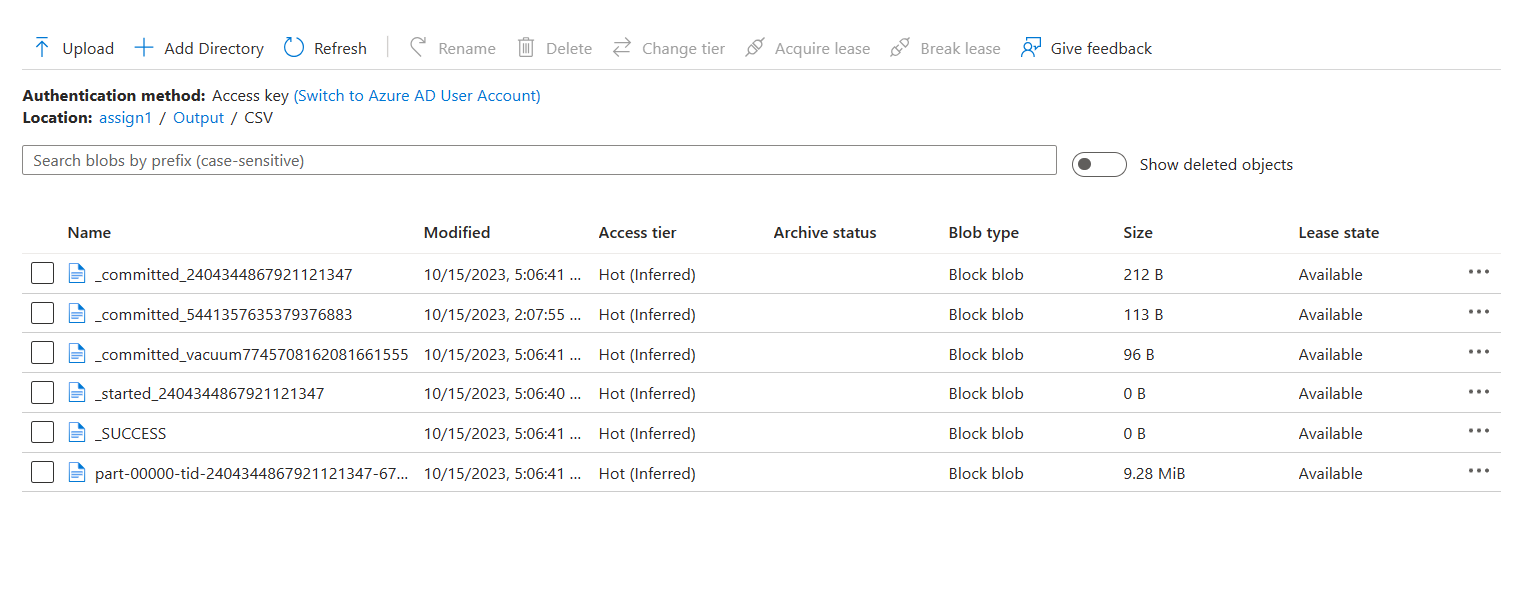 Upload Add Directory Refresh Rename Delete Change tier Acquire lease Break lease Give feedback
Authentication method: Access key (Switch to Azure AD User Account)
Location: assign1 / Output / CSV
Search blobs by prefix (case-sensitive)
Show deleted objects
Name Modified Access tier Archive status Blob type Size Lease state
_committed_2404344867921121347 10/15/2023, 5:06:41 ... Hot (Inferred) Block blob 212 B Available
_committed_5441357635379376883 10/15/2023, 2:07:55 ... Hot (Inferred) Block blob 113 B Available
_committed_vacuum7745708162081661555 10/15/2023, 5:06:41 ... Hot (Inferred) Block blob 96 B Available
_started_2404344867921121347 10/15/2023, 5:06:40 ... Hot (Inferred) Block blob 0 B Available
_SUCCESS 10/15/2023, 5:06:41 ... Hot (Inferred) Block blob 0 B Available
part-00000-tid-2404344867921121347-67... 10/15/2023, 5:06:41 ... Hot (Inferred) Block blob 9.28 MiB Available